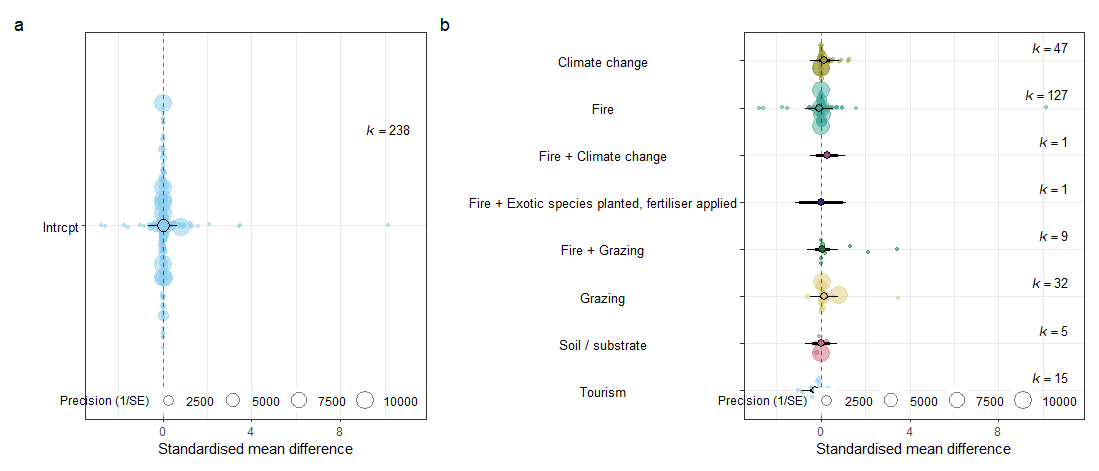 a
k = 238
Intrcpt
Precision (1/SE) 2500 5000 7500 10000
0 4 8
Standardised mean difference
b
Climate change k = 47
Fire k = 127
Fire + Climate change k = 1
Fire + Exotic species planted, fertiliser applied k = 1
Fire + Grazing k = 9
Grazing k = 32
Soil / substrate k = 5
Tourism k = 15
Precision (1/SE) 2500 5000 7500 10000
0 4 8
Standardised mean difference